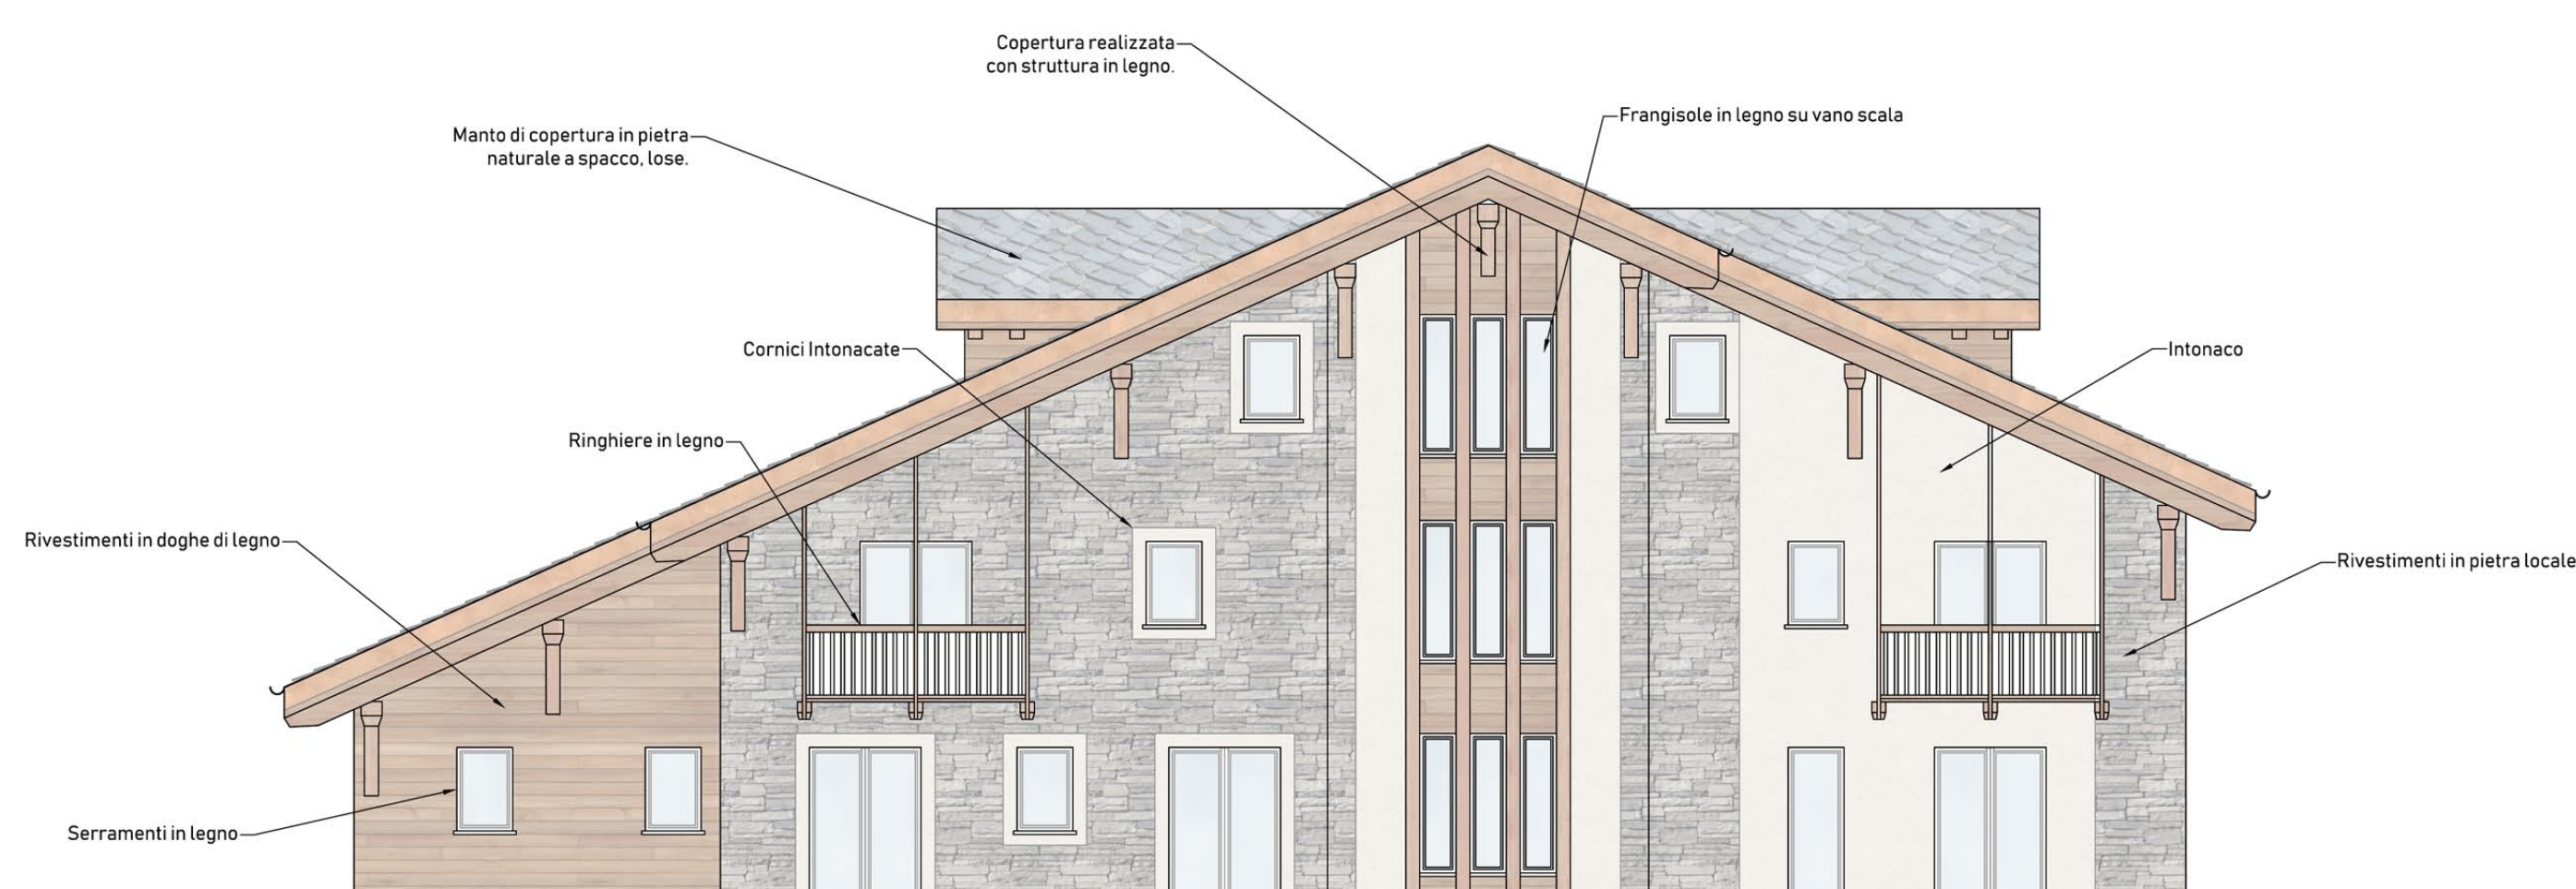 Copertura realizzata
con struttura in legno.
Frangisole in legno su vano scala
Manto di copertura in pietra
naturale a spacco, lose.
Cornici Intonacate
Intonaco
Ringhiere in legno
Rivestimenti in doghe di legno
Rivestimenti in pietra locale
Serramenti in legno